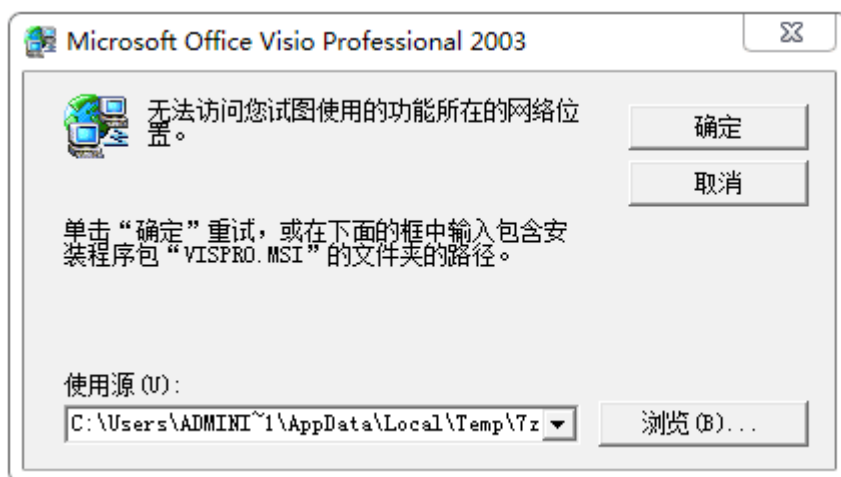 Microsoft Office Visio Professional 2003
无法访问您试图使用的功能所在的网络位
置。
确定
取消
单击“确定”重试，或在下面的框中输入包含安
装程序包“VISPRO.MSI”的文件夹的路径。
使用源(U):
C:\Users\ADMINI~1\AppData\Local\Temp\7z
浏览(B)...